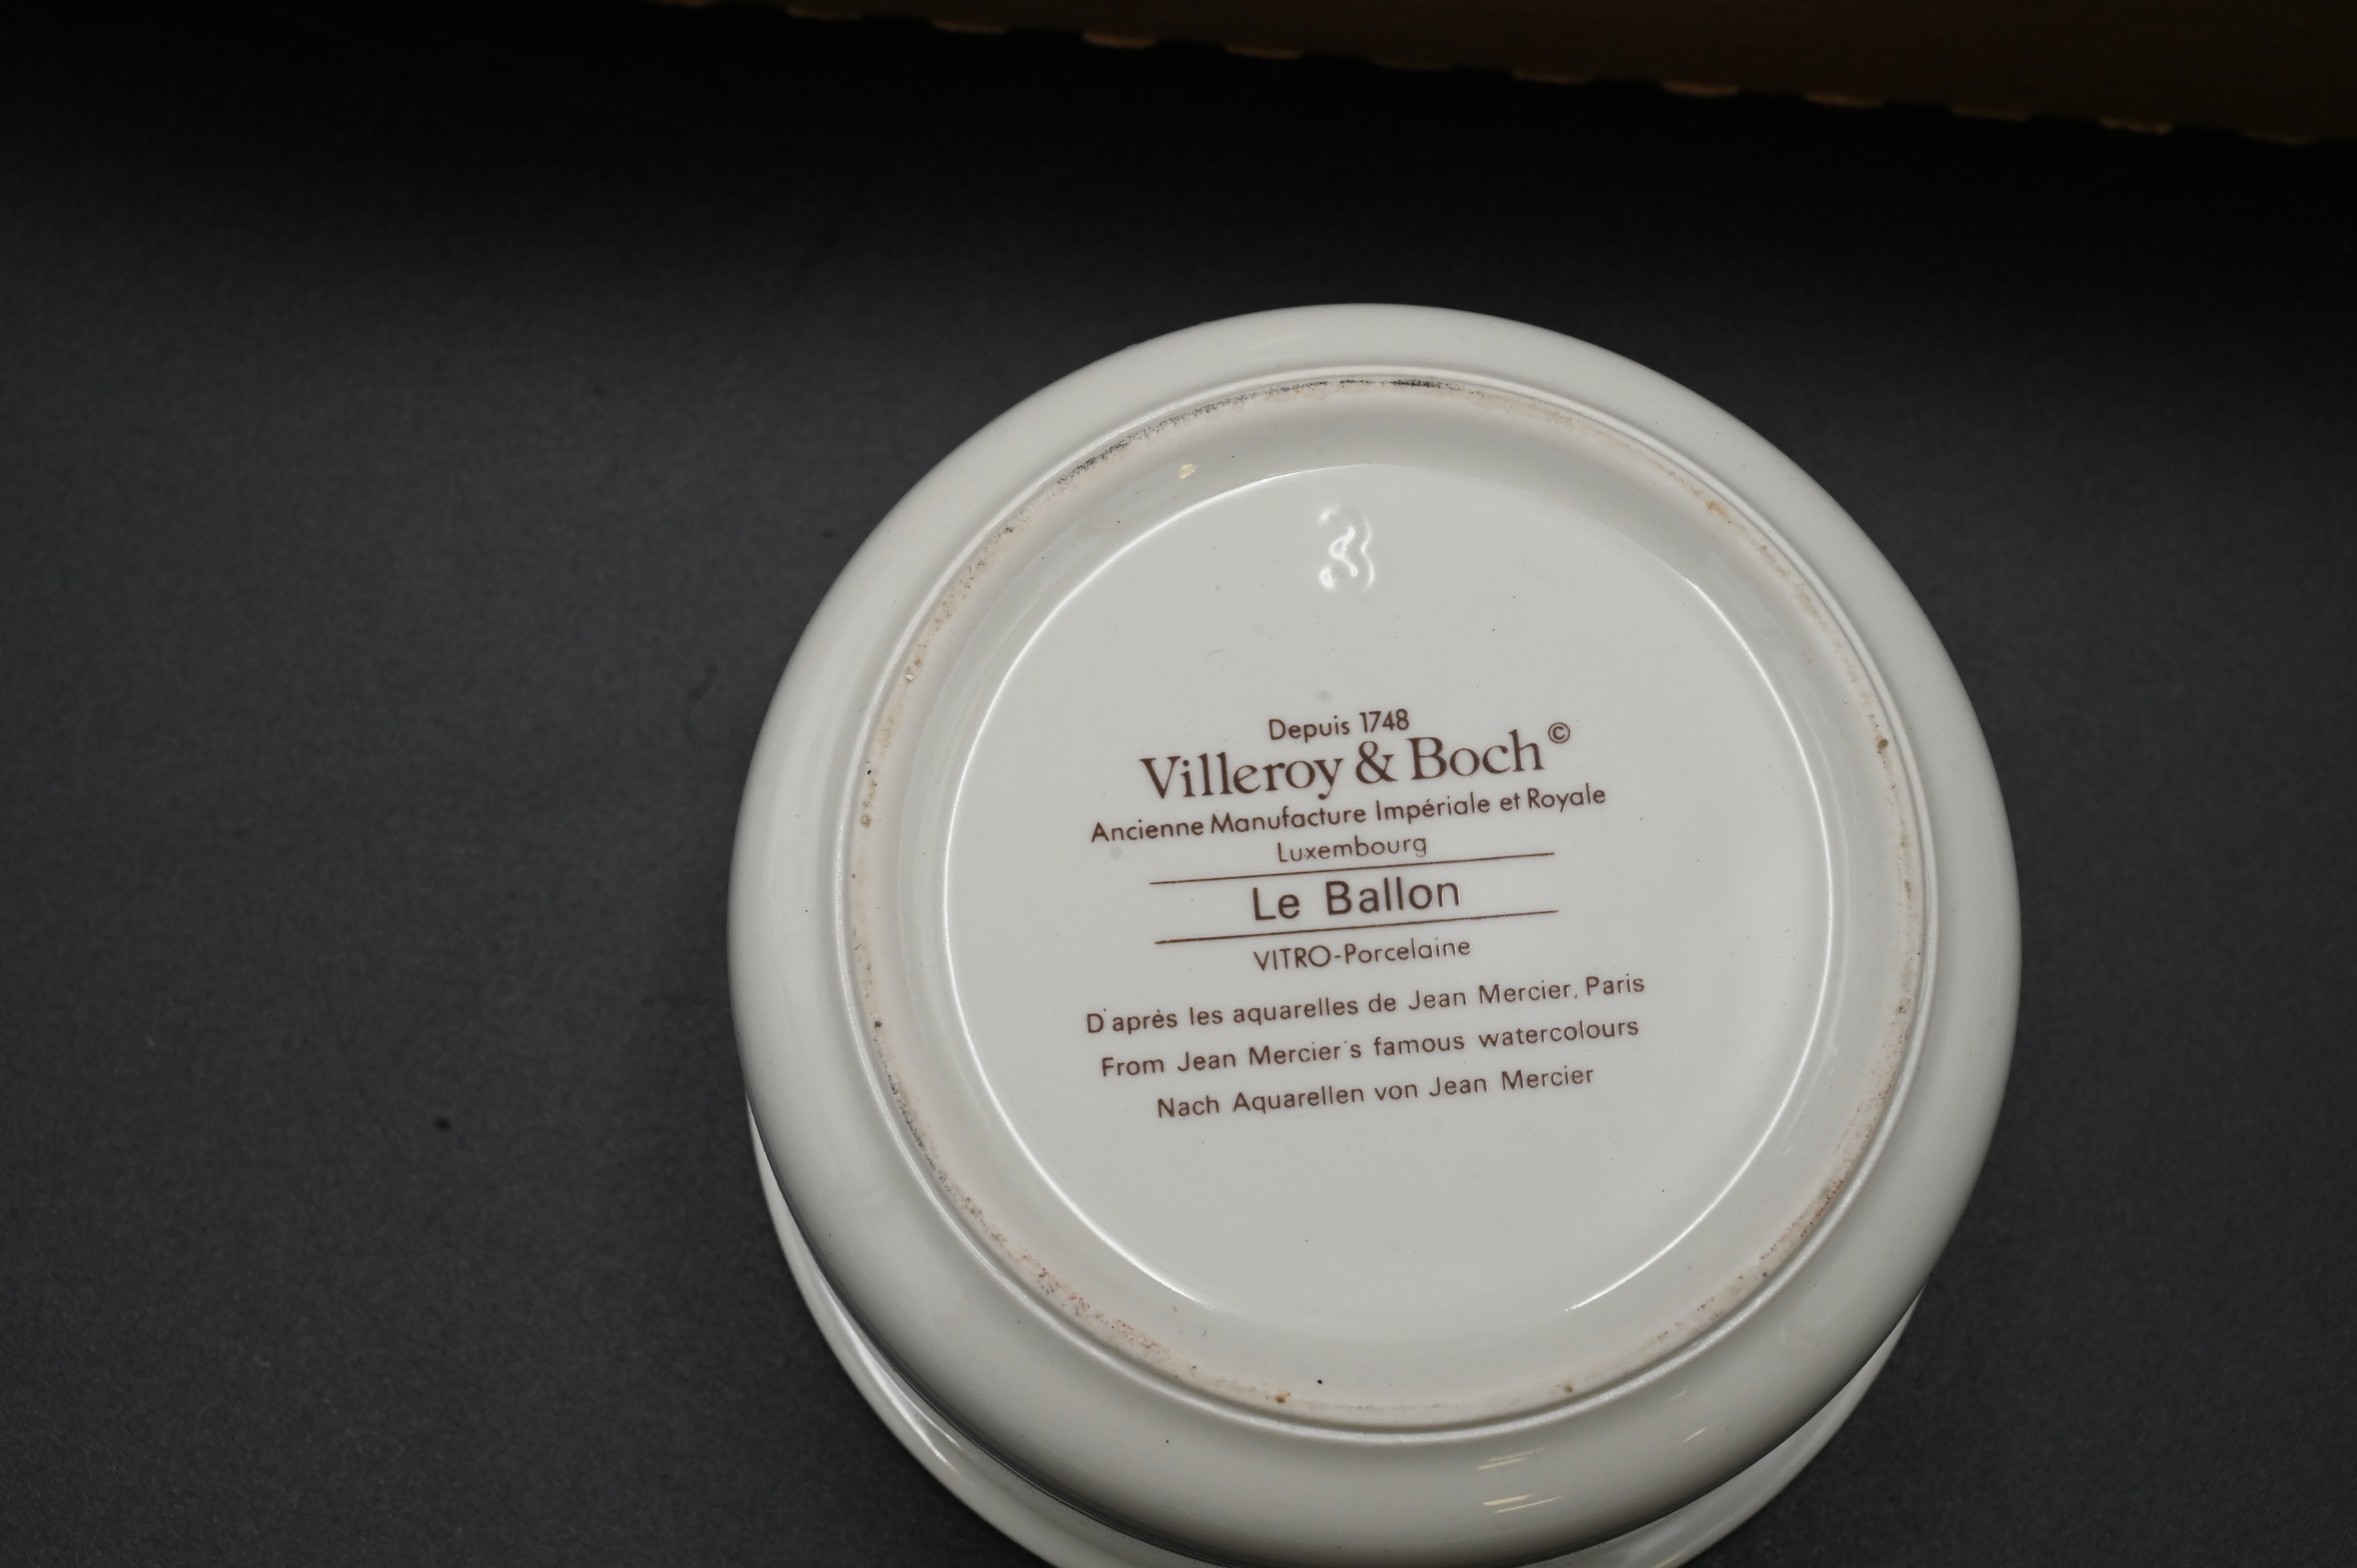 3
Depuis 1748
Villeroy & Boch©
Ancienne Manufacture Impériale et Royale
Luxembourg
Le Ballon
VITRO-Porcelaine
D'après les aquarelles de Jean Mercier, Paris
From Jean Mercier's famous watercolours
Nach Aquarellen von Jean Mercier